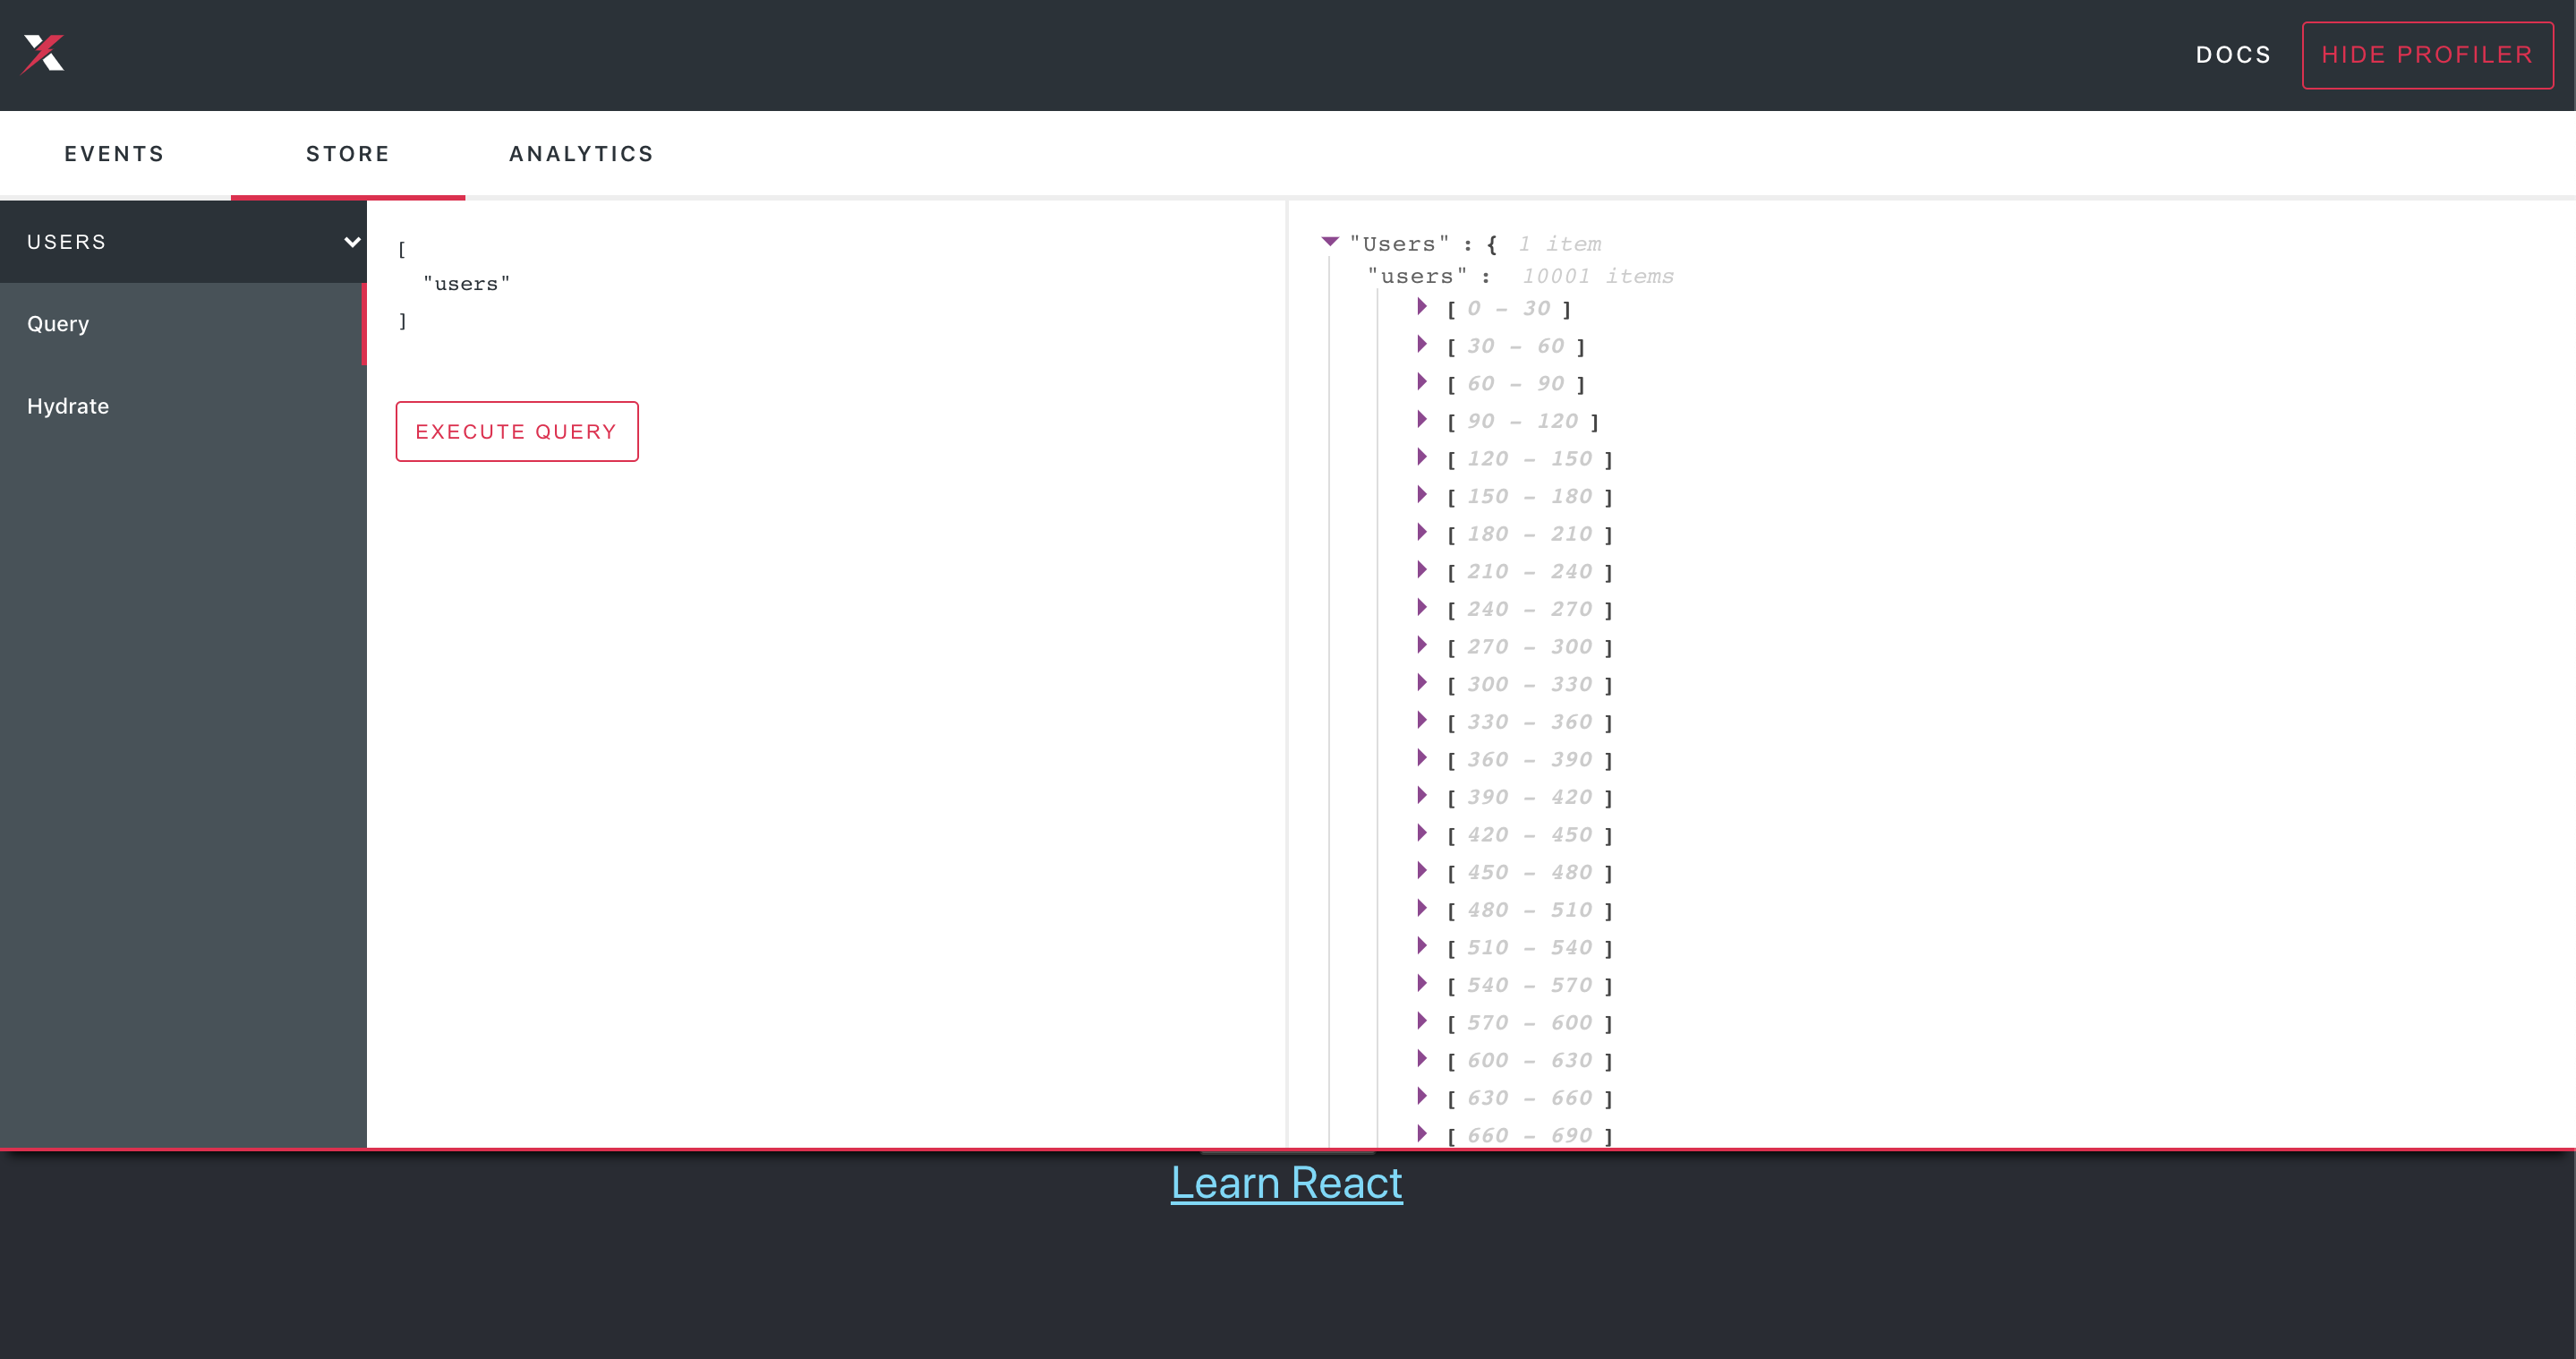 DOCS HIDE PROFILER
EVENTS STORE ANALYTICS
USERS
Query
Hydrate
[
"users"
]
EXECUTE QUERY
"Users" : { 1 item
"users" : 10001 items
[ 0 – 30 ]
[ 30 – 60 ]
[ 60 – 90 ]
[ 90 – 120 ]
[ 120 – 150 ]
[ 150 – 180 ]
[ 180 – 210 ]
[ 210 – 240 ]
[ 240 – 270 ]
[ 270 – 300 ]
[ 300 – 330 ]
[ 330 – 360 ]
[ 360 – 390 ]
[ 390 – 420 ]
[ 420 – 450 ]
[ 450 – 480 ]
[ 480 – 510 ]
[ 510 – 540 ]
[ 540 – 570 ]
[ 570 – 600 ]
[ 600 – 630 ]
[ 630 – 660 ]
[ 660 – 690 ]
Learn React